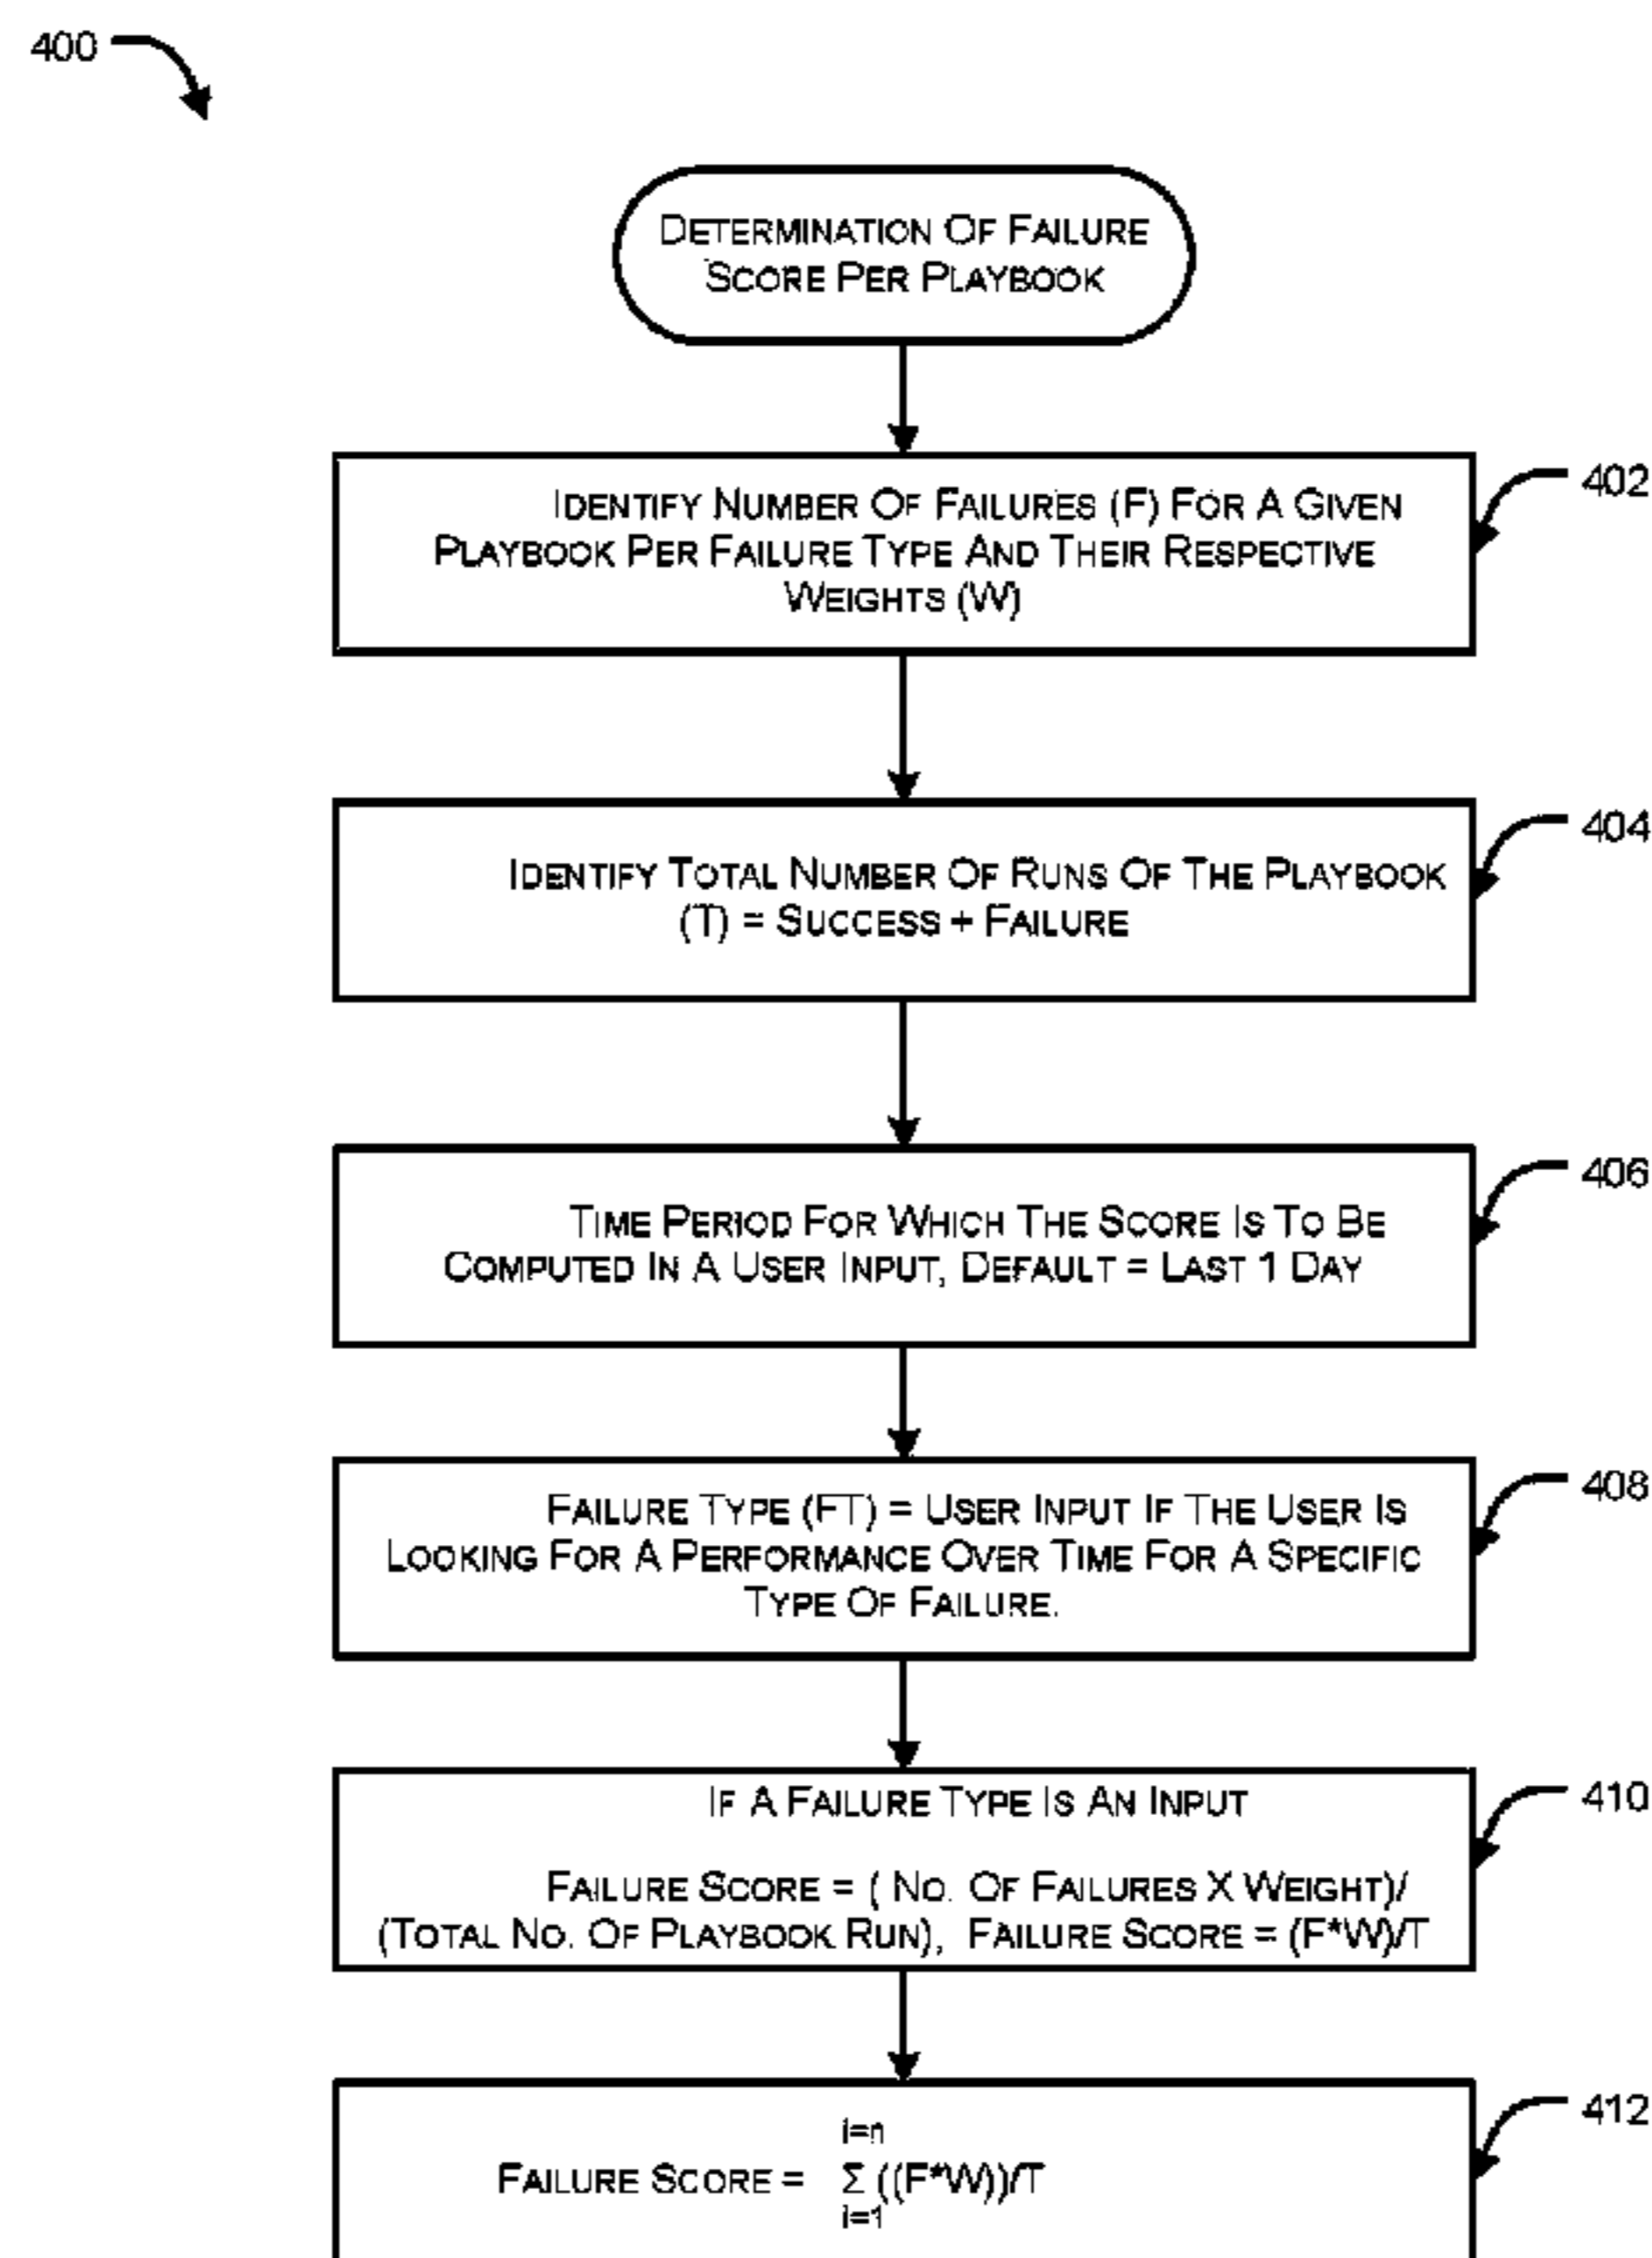 400
DETERMINATION OF FAILURE
SCORE PER PLAYBOOK
IDENTIFY NUMBER OF FAILURES (F) FOR A GIVEN
PLAYBOOK PER FAILURE TYPE AND THEIR RESPECTIVE
WEIGHTS (W)
402
IDENTIFY TOTAL NUMBER OF RUNS OF THE PLAYBOOK
(T) = SUCCESS + FAILURE
404
TIME PERIOD FOR WHICH THE SCORE IS TO BE
COMPUTED IN A USER INPUT, DEFAULT = LAST 1 DAY
406
FAILURE TYPE (FT) = USER INPUT IF THE USER IS
LOOKING FOR A PERFORMANCE OVER TIME FOR A SPECIFIC
TYPE OF FAILURE.
408
IF A FAILURE TYPE IS AN INPUT
FAILURE SCORE = ( NO. OF FAILURES X WEIGHT)/
(TOTAL NO. OF PLAYBOOK RUN), FAILURE SCORE = (F*W)/T
410
i=n
FAILURE SCORE = Σ ((F*W))/T
i=1
412